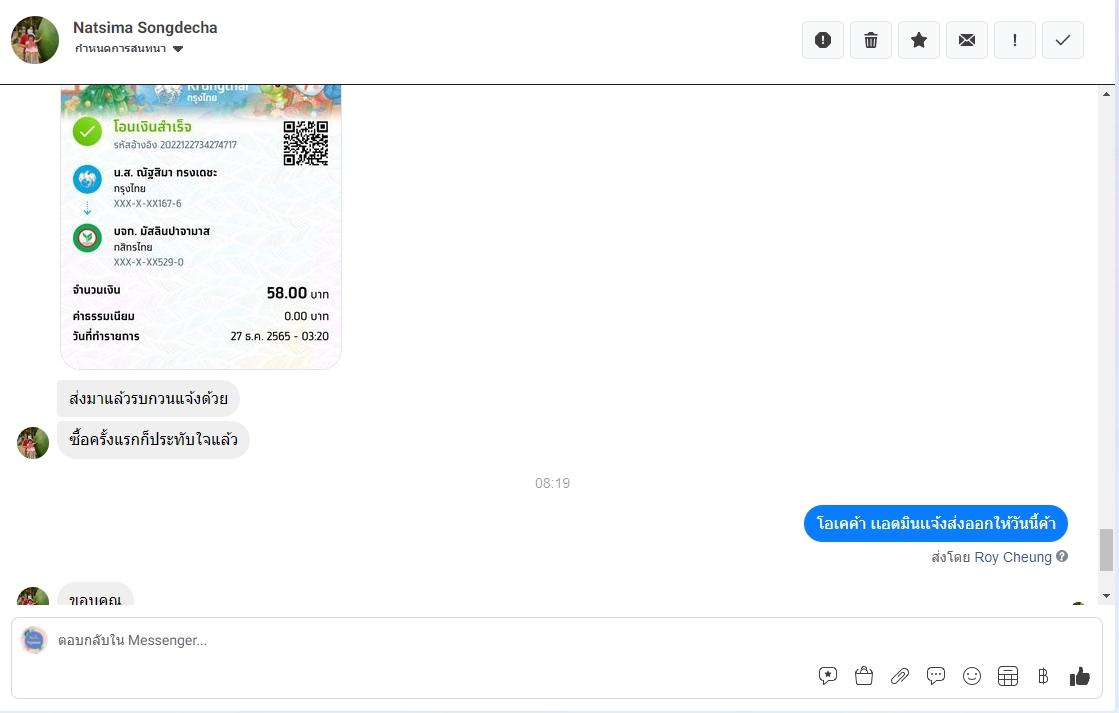 Natsima Songdecha
กำหนดการสนทนา
Krungthai
กรุงไทย
โอนเงินสำเร็จ
รหัสอ้างอิง 2022122734274717
น.ส. ณัฐสิมา ทรงเดชะ
กรุงไทย
XXX-X-XX167-6
บจก. มัสลินปาจามาส
กสิกรไทย
XXX-X-XX529-0
จำนวนเงิน 58.00 บาท
ค่าธรรมเนียม 0.00 บาท
วันที่ทำรายการ 27 ธ.ค. 2565 - 03:20
ส่งมาแล้วรบกวนแจ้งด้วย
ซื้อครั้งแรกก็ประทับใจแล้ว
08:19
โอเคค้า แอดมินแจ้งส่งออกให้วันนี้ค้า
ส่งโดย Roy Cheung
ขอบคุณ
ตอบกลับใน Messenger...